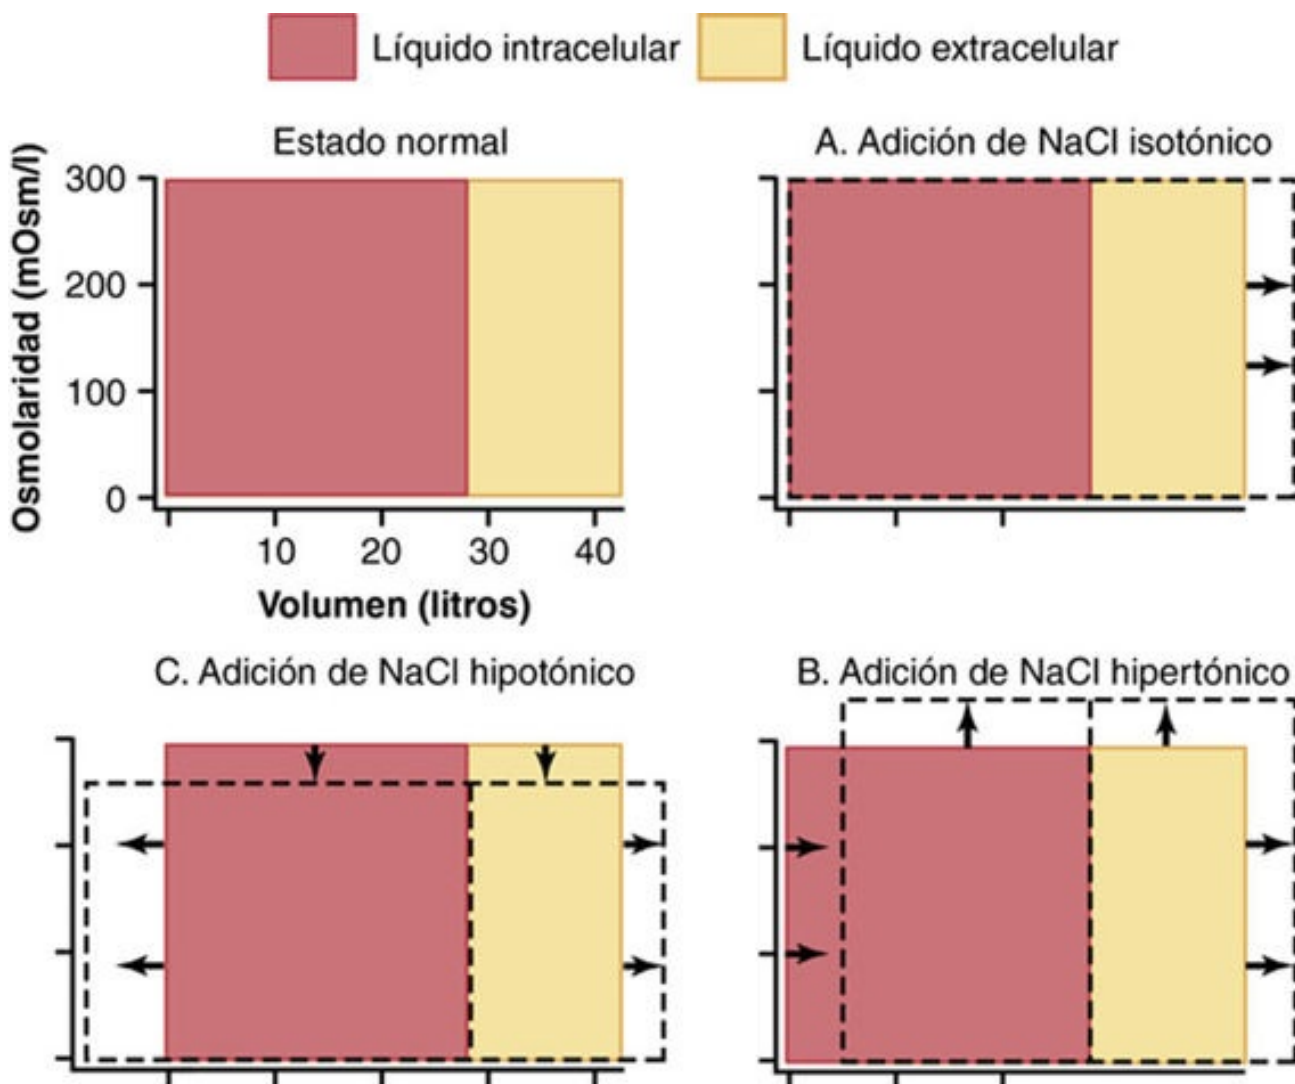 Líquido intracelular
Líquido extracelular
Estado normal
A. Adición de NaCl isotónico
Osmolaridad (mOsm/l)
300
200
100
0
10 20 30 40
Volumen (litros)
C. Adición de NaCl hipotónico
B. Adición de NaCl hipertónico